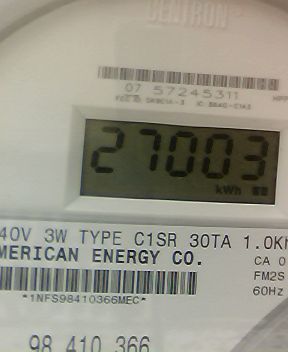 CENTRON
07 57245311
27003
kWh
40V 3W TYPE C1SR 30TA 1.0Kh
MERICAN ENERGY CO.
CA 0
FM2S
*1NFS98410366MEC*
60Hz
98 410 366